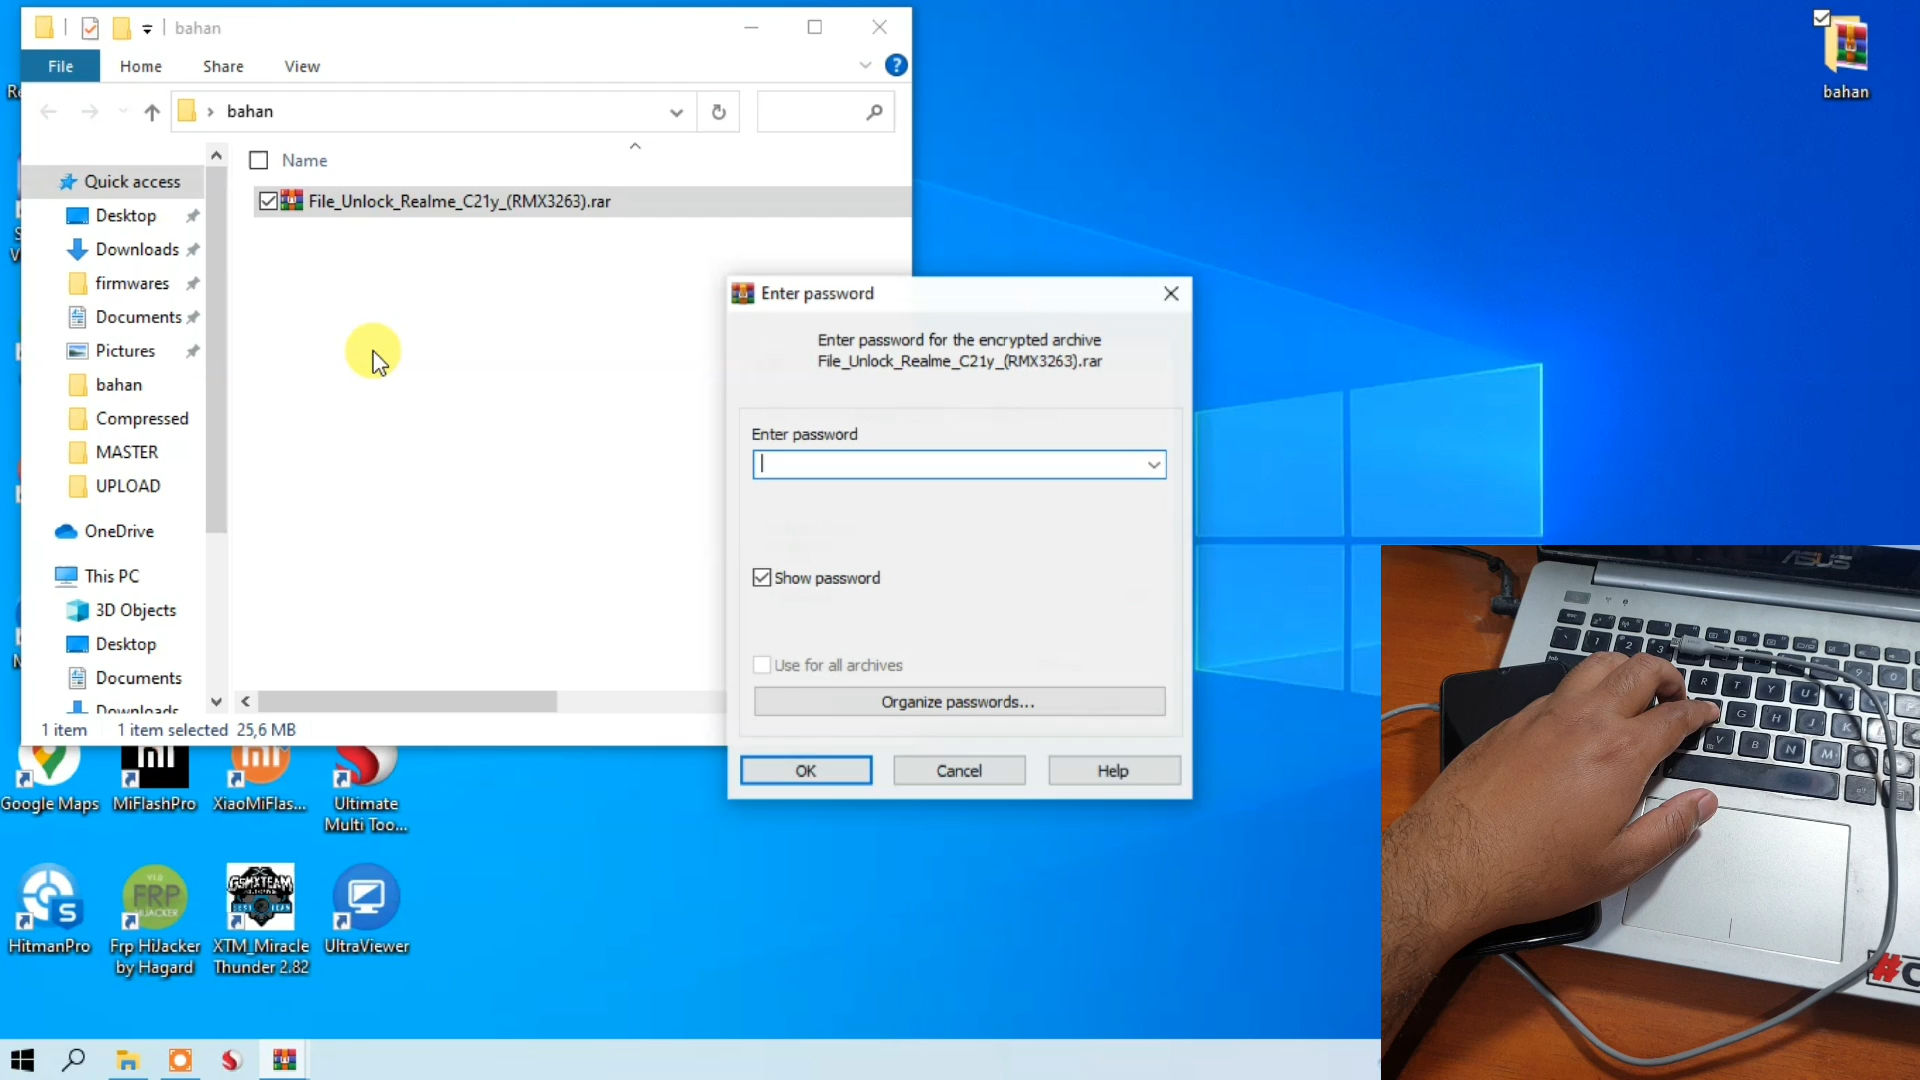 bahan
File
Home
Share
View
?
bahan
Name
Quick access
Desktop
Downloads
firmwares
Documents
Pictures
bahan
Compressed
MASTER
UPLOAD
OneDrive
This PC
3D Objects
Desktop
Documents
Downloads
File_Unlock_Realme_C21y_(RMX3263).rar
1 item
1 item selected 25,6 MB
Enter password
Enter password for the encrypted archive
File_Unlock_Realme_C21y_(RMX3263).rar
Enter password
Show password
Use for all archives
Organize passwords...
OK
Cancel
Help
bahan
Google Maps
MiFlashPro
XiaoMiFlas...
Ultimate
Multi Too...
HitmanPro
FRP
HIJACKER
Frp HiJacker
by Hagard
XTM_Miracle
Thunder 2.82
UltraViewer
ASUS